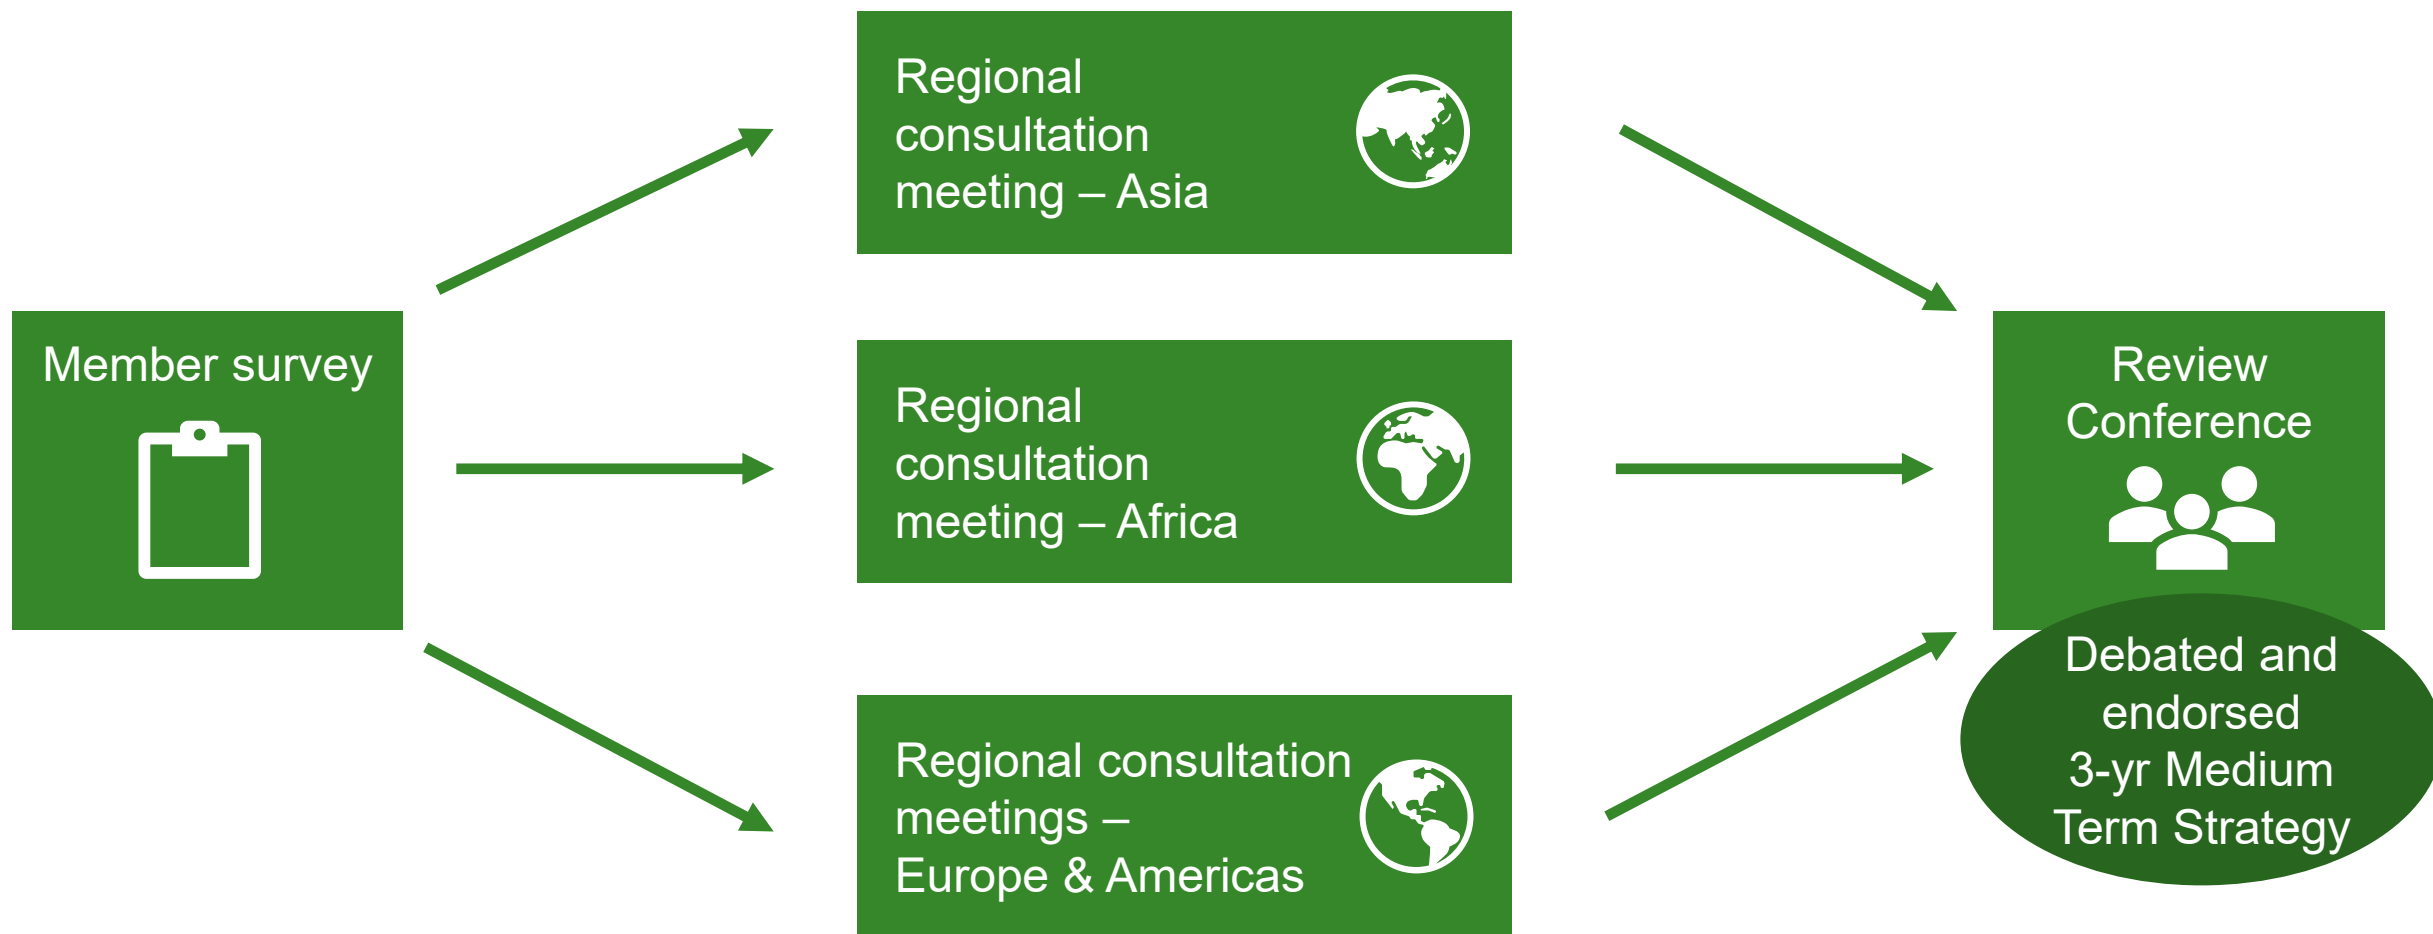 Member survey
Regional
consultation
meeting – Asia
Regional
consultation
meeting – Africa
Regional consultation
meetings –
Europe & Americas
Review
Conference
Debated and
endorsed
3-yr Medium
Term Strategy